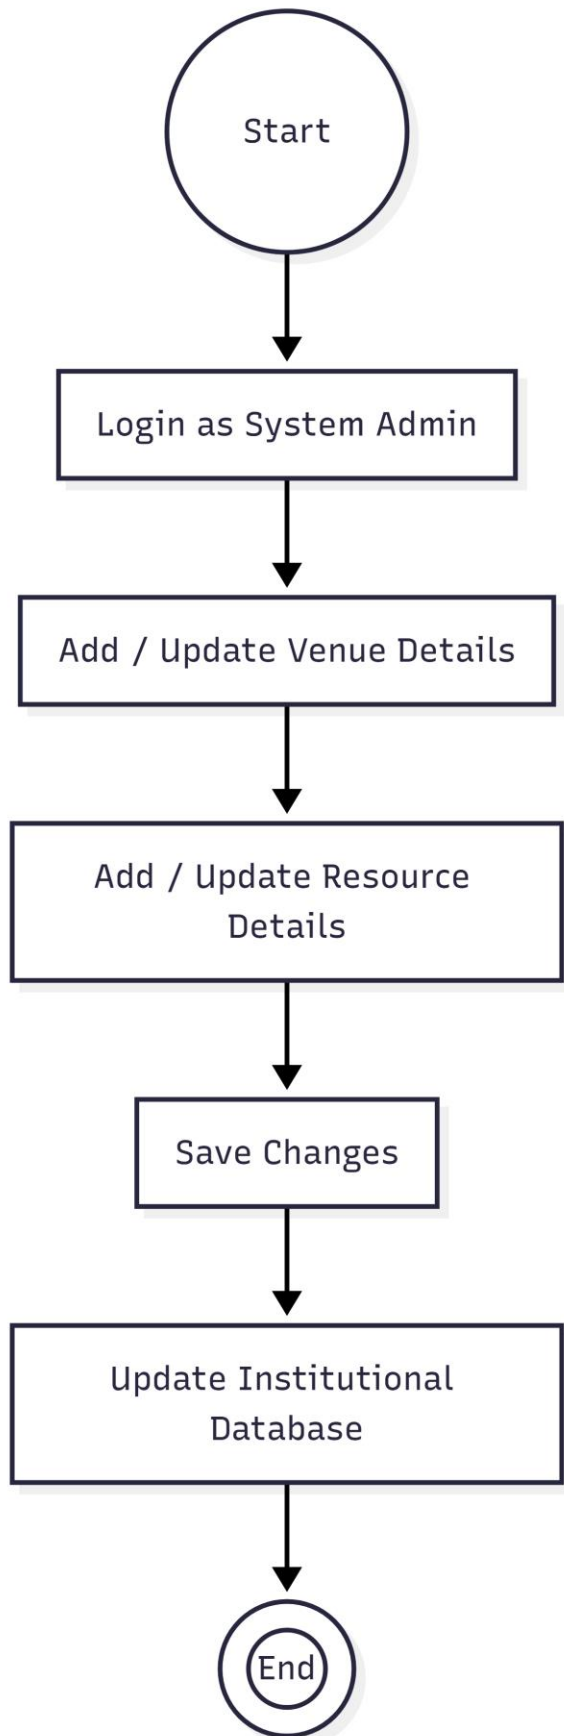 Start
Login as System Admin
Add / Update Venue Details
Add / Update Resource
Details
Save Changes
Update Institutional
Database
End